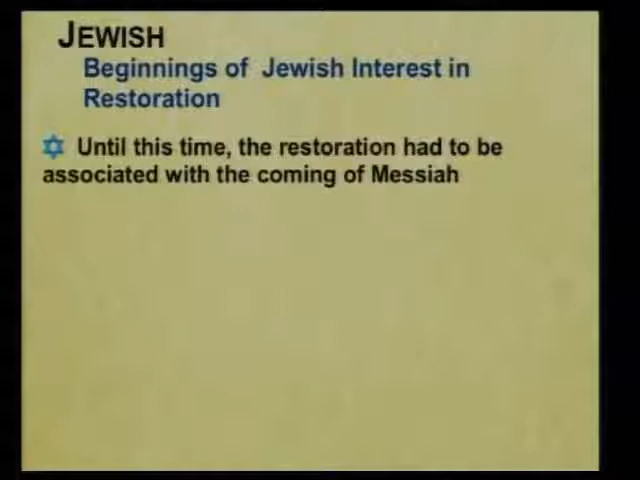 JEWISH
Beginnings of Jewish Interest in
Restoration
Until this time, the restoration had to be
associated with the coming of Messiah